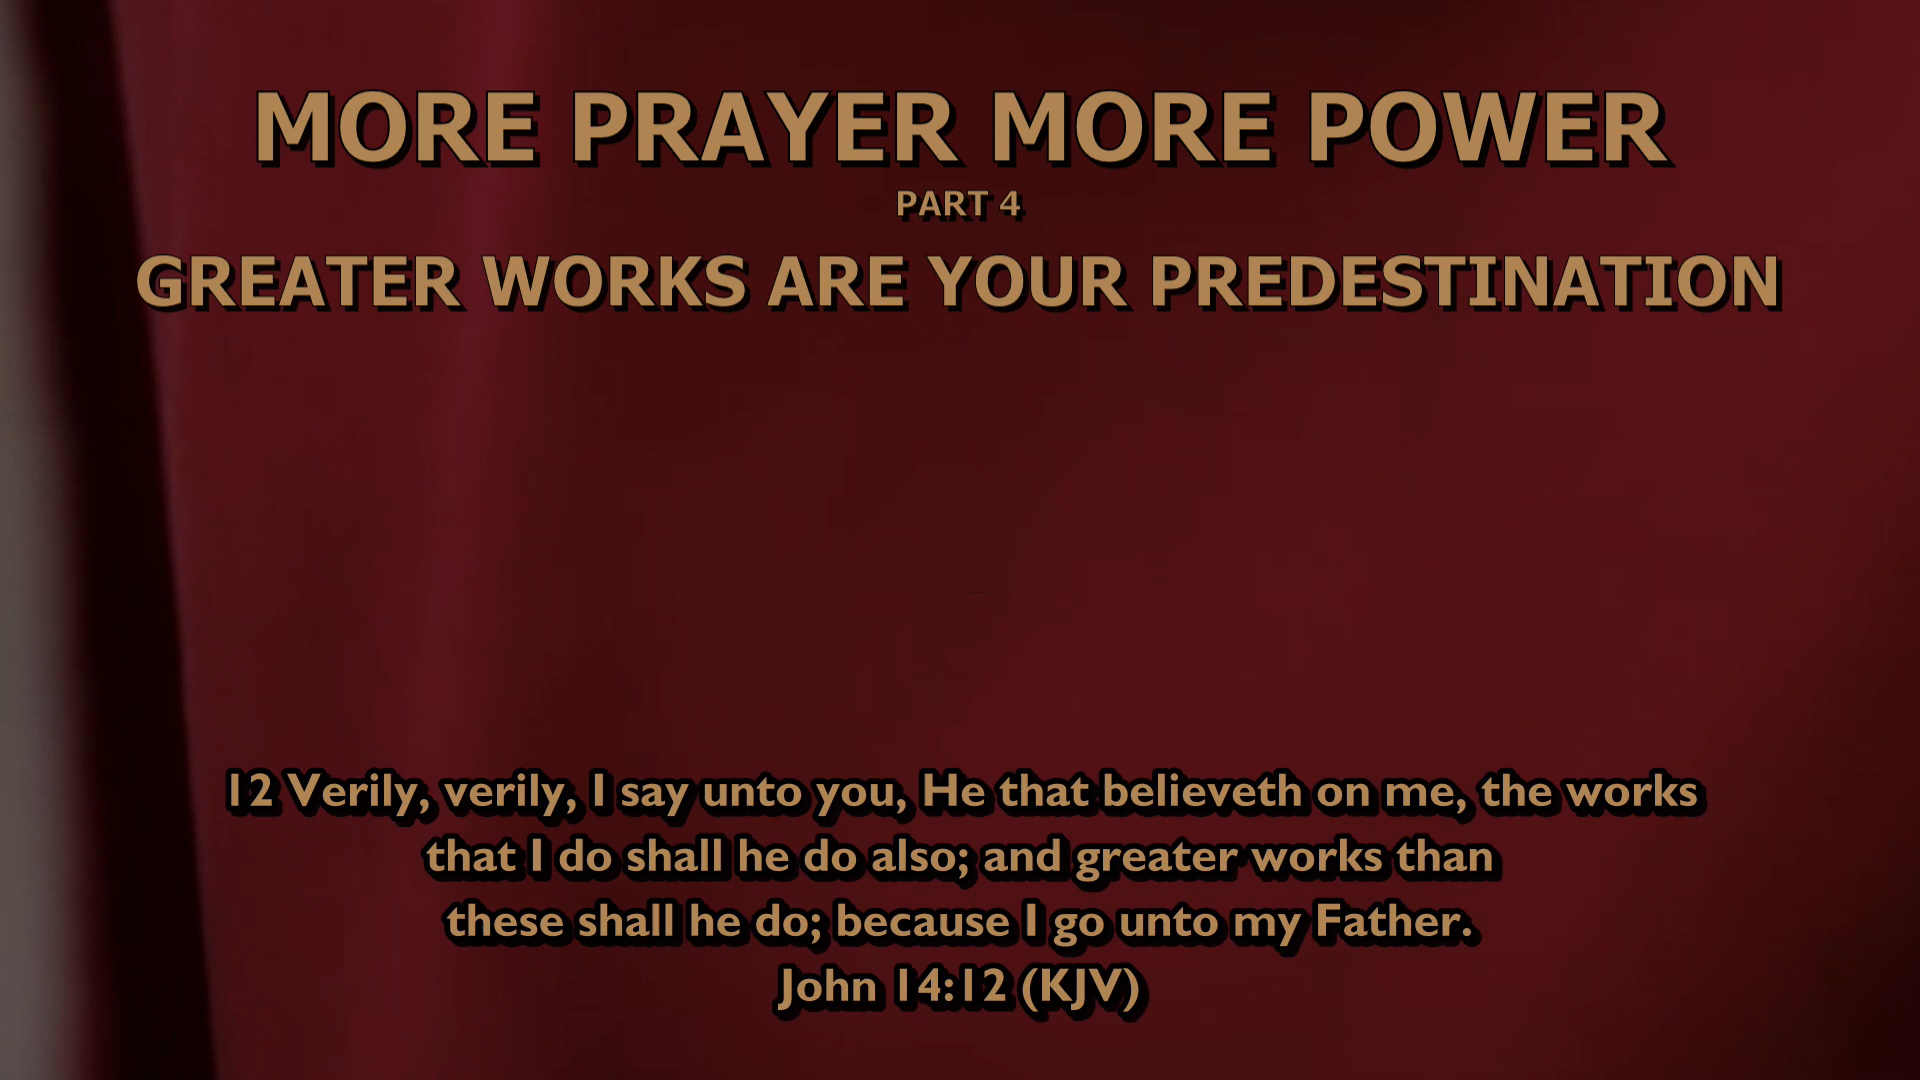 MORE PRAYER MORE POWER
PART 4
GREATER WORKS ARE YOUR PREDESTINATION
12 Verily, verily, I say unto you, He that believeth on me, the works
that I do shall he do also; and greater works than
these shall he do; because I go unto my Father.
John 14:12 (KJV)